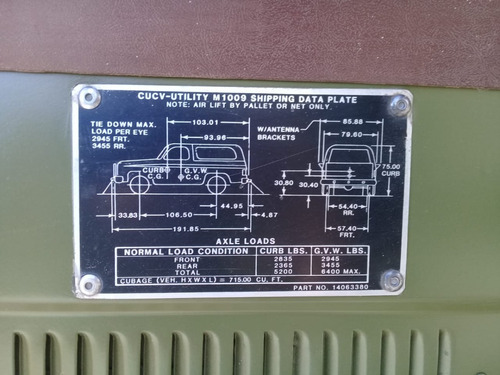 CUCV-UTILITY M1009 SHIPPING DATA PLATE
NOTE: AIR LIFT BY PALLET OR NET ONLY.
TIE DOWN MAX.
LOAD PER EYE
2945 FRT.
3455 RR.
103.01
93.96
CURB C.G.
G.V.W C.G.
33.83
106.50
44.95
4.87
191.85
W/ANTENNA
BRACKETS
85.88
79.60
75.00
CURB
30.80
30.40
54.40
RR.
57.40
FRT.
AXLE LOADS
NORMAL LOAD CONDITION CURB LBS. G.V.W. LBS.
FRONT 2835 2945
REAR 2365 3455
TOTAL 5200 6400 MAX.
CUBAGE (VEH. HXWXL) = 715.00 CU. FT.
PART NO. 14063380